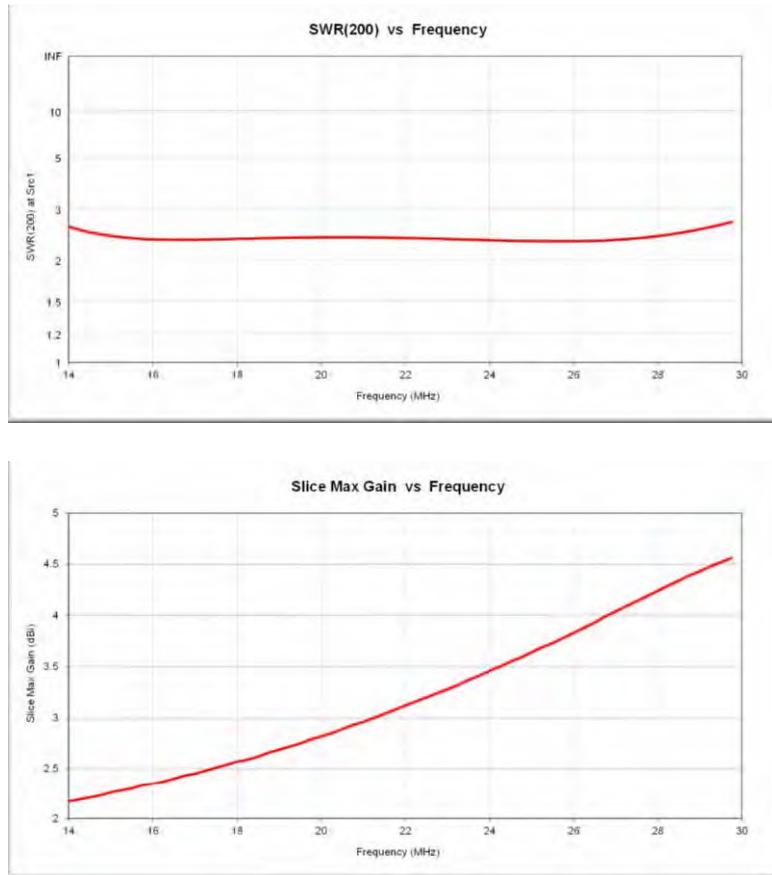 SWR(200) vs Frequency
INF
10
5
3
2
1.5
1.2
1
SWR(200) at Src1
14 16 18 20 22 24 26 28 30
Frequency (MHz)
Slice Max Gain vs Frequency
5
4.5
4
3.5
3
2.5
2
Slice Max Gain (dBi)
14 16 18 20 22 24 26 28 30
Frequency (MHz)